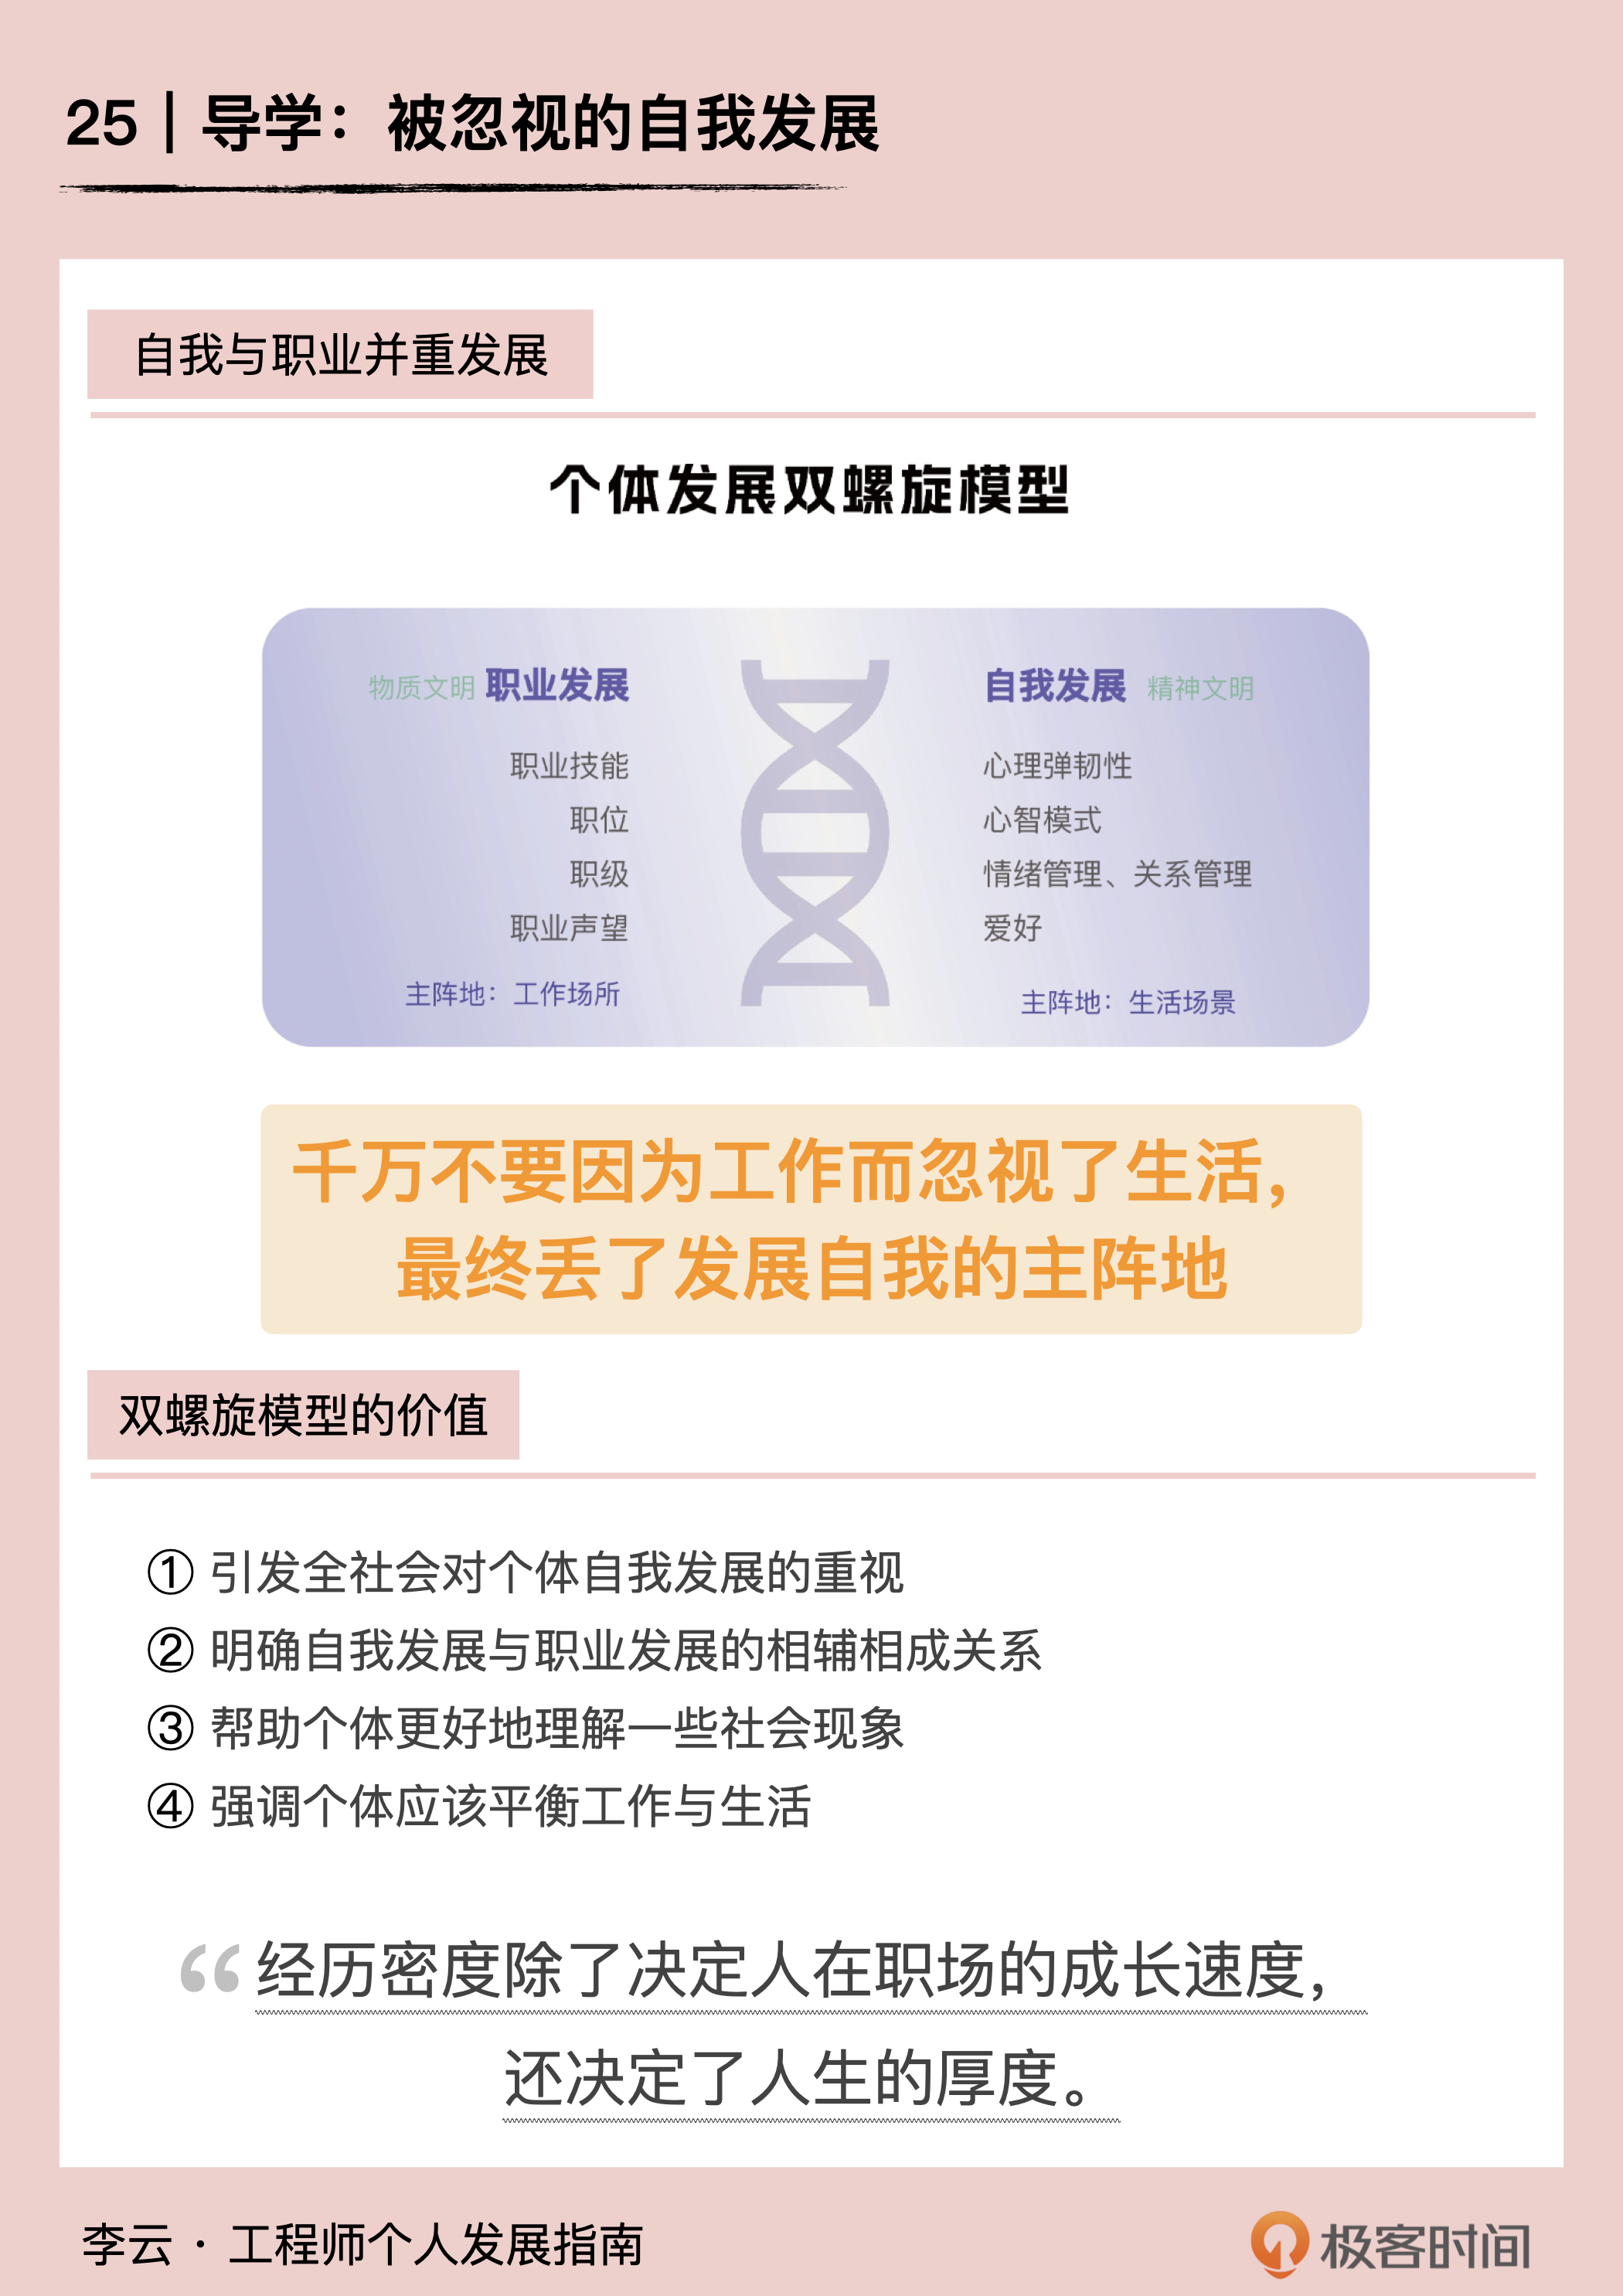 25｜导学：被忽视的自我发展
自我与职业并重发展
个体发展双螺旋模型
物质文明 职业发展
职业技能
职位
职级
职业声望
主阵地：工作场所
自我发展 精神文明
心理弹韧性
心智模式
情绪管理、关系管理
爱好
主阵地：生活场景
千万不要因为工作而忽视了生活，
最终丢了发展自我的主阵地
双螺旋模型的价值
① 引发全社会对个体自我发展的重视
② 明确自我发展与职业发展的相辅相成关系
③ 帮助个体更好地理解一些社会现象
④ 强调个体应该平衡工作与生活
“经历密度除了决定人在职场的成长速度，
还决定了人生的厚度。
李云 · 工程师个人发展指南
极客时间